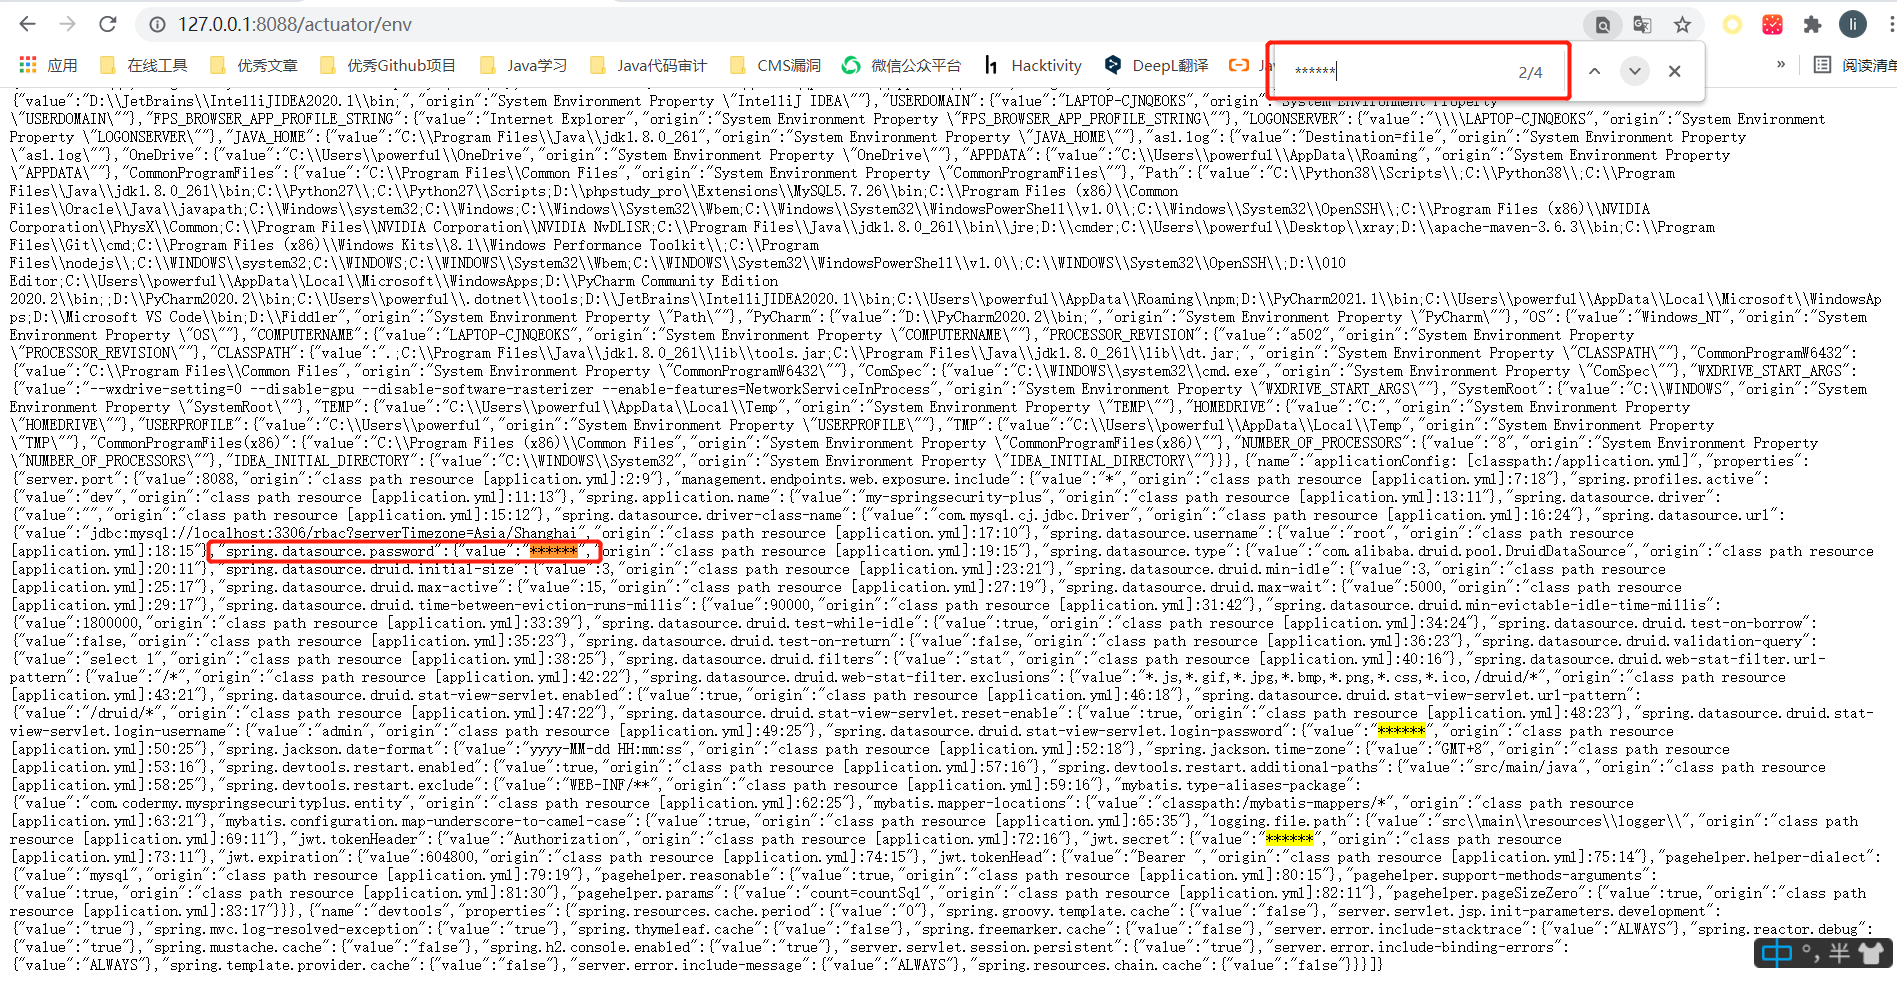 127.0.0.1:8088/actuator/env
li
应用
在线工具
优秀文章
优秀Github项目
Java学习
Java代码审计
CMS漏洞
微信公众平台
Hacktivity
DeepL翻译
******
2/4
»
阅读清单
{"value":"D:\\JetBrains\\IntelliJIDEA2020.1\\bin;","origin":"System Environment Property \"IntelliJ IDEA\""},"USERDOMAIN":{"value":"LAPTOP-CJNQEOKS","origin":"System Environment Property
\"USERDOMAIN\""},"FPS_BROWSER_APP_PROFILE_STRING":{"value":"Internet Explorer","origin":"System Environment Property \"FPS_BROWSER_APP_PROFILE_STRING\""},"LOGONSERVER":{"value":"\\\\LAPTOP-CJNQEOKS","origin":"System Environment
Property \"LOGONSERVER\""},"JAVA_HOME":{"value":"C:\\Program Files\\Java\\jdk1.8.0_261","origin":"System Environment Property \"JAVA_HOME\""},"asl.log":{"value":"Destination=file","origin":"System Environment Property
\"asl.log\""},"OneDrive":{"value":"C:\\Users\\powerful\\OneDrive","origin":"System Environment Property \"OneDrive\""},"APPDATA":{"value":"C:\\Users\\powerful\\AppData\\Roaming","origin":"System Environment Property
\"APPDATA\""},"CommonProgramFiles":{"value":"C:\\Program Files\\Common Files","origin":"System Environment Property \"CommonProgramFiles\""},"Path":{"value":"C:\\Python38\\Scripts\\;C:\\Python38\\;C:\\Program
Files\\Java\\jdk1.8.0_261\\bin;C:\\Python27\\;C:\\Python27\\Scripts;D:\\phpstudy_pro\\Extensions\\MySQL5.7.26\\bin;C:\\Program Files (x86)\\Common
Files\\Oracle\\Java\\javapath;C:\\Windows\\system32;C:\\Windows;C:\\Windows\\System32\\Wbem;C:\\Windows\\System32\\WindowsPowerShell\\v1.0\\;C:\\Windows\\System32\\OpenSSH\\;C:\\Program Files (x86)\\NVIDIA
Corporation\\PhysX\\Common;C:\\Program Files\\NVIDIA Corporation\\NVIDIA NvDLISR;C:\\Program Files\\Java\\jdk1.8.0_261\\bin\\jre;D:\\cmder;C:\\Users\\powerful\\Desktop\\xray;D:\\apache-maven-3.6.3\\bin;C:\\Program
Files\\Git\\cmd;C:\\Program Files (x86)\\Windows Kits\\8.1\\Windows Performance Toolkit\\;C:\\Program
Files\\nodejs\\;C:\\WINDOWS\\system32;C:\\WINDOWS;C:\\WINDOWS\\System32\\Wbem;C:\\WINDOWS\\System32\\WindowsPowerShell\\v1.0\\;C:\\WINDOWS\\System32\\OpenSSH\\;D:\\010
Editor;C:\\Users\\powerful\\AppData\\Local\\Microsoft\\WindowsApps;D:\\PyCharm Community Edition
2020.2\\bin;;D:\\PyCharm2020.2\\bin;C:\\Users\\powerful\\.dotnet\\tools;D:\\JetBrains\\IntelliJIDEA2020.1\\bin;C:\\Users\\powerful\\AppData\\Roaming\\npm;D:\\PyCharm2021.1\\bin;C:\\Users\\powerful\\AppData\\Local\\Microsoft\\WindowsAp
ps;D:\\Microsoft VS Code\\bin;D:\\Fiddler","origin":"System Environment Property \"Path\""},"PyCharm":{"value":"D:\\PyCharm2020.2\\bin;","origin":"System Environment Property \"PyCharm\""},"OS":{"value":"Windows_NT","origin":"System
Environment Property \"OS\""},"COMPUTERNAME":{"value":"LAPTOP-CJNQEOKS","origin":"System Environment Property \"COMPUTERNAME\""},"PROCESSOR_REVISION":{"value":"a502","origin":"System Environment Property
\"PROCESSOR_REVISION\""},"CLASSPATH":{"value":".;C:\\Program Files\\Java\\jdk1.8.0_261\\lib\\tools.jar;C:\\Program Files\\Java\\jdk1.8.0_261\\lib\\dt.jar;","origin":"System Environment Property \"CLASSPATH\""},"CommonProgramW6432":
{"value":"C:\\Program Files\\Common Files","origin":"System Environment Property \"CommonProgramW6432\""},"ComSpec":{"value":"C:\\WINDOWS\\system32\\cmd.exe","origin":"System Environment Property \"ComSpec\""},"WXDRIVE_START_ARGS":
{"value":"--wxdrive-setting=0 --disable-gpu --disable-software-rasterizer --enable-features=NetworkServiceInProcess","origin":"System Environment Property \"WXDRIVE_START_ARGS\""},"SystemRoot":{"value":"C:\\WINDOWS","origin":"System
Environment Property \"SystemRoot\""},"TEMP":{"value":"C:\\Users\\powerful\\AppData\\Local\\Temp","origin":"System Environment Property \"TEMP\""},"HOMEDRIVE":{"value":"C:","origin":"System Environment Property
\"HOMEDRIVE\""},"USERPROFILE":{"value":"C:\\Users\\powerful","origin":"System Environment Property \"USERPROFILE\""},"TMP":{"value":"C:\\Users\\powerful\\AppData\\Local\\Temp","origin":"System Environment Property
\"TMP\""},"CommonProgramFiles(x86)":{"value":"C:\\Program Files (x86)\\Common Files","origin":"System Environment Property \"CommonProgramFiles(x86)\""},"NUMBER_OF_PROCESSORS":{"value":"8","origin":"System Environment Property
\"NUMBER_OF_PROCESSORS\""},"IDEA_INITIAL_DIRECTORY":{"value":"C:\\WINDOWS\\System32","origin":"System Environment Property \"IDEA_INITIAL_DIRECTORY\""}}},{"name":"applicationConfig: [classpath:/application.yml]","properties":
{"server.port":{"value":8088,"origin":"class path resource [application.yml]:2:9"},"management.endpoints.web.exposure.include":{"value":"*","origin":"class path resource [application.yml]:7:18"},"spring.profiles.active":
{"value":"dev","origin":"class path resource [application.yml]:11:13"},"spring.application.name":{"value":"my-springsecurity-plus","origin":"class path resource [application.yml]:13:11"},"spring.datasource.driver":
{"value":"","origin":"class path resource [application.yml]:15:12"},"spring.datasource.driver-class-name":{"value":"com.mysql.cj.jdbc.Driver","origin":"class path resource [application.yml]:16:24"},"spring.datasource.url":
{"value":"jdbc:mysql://localhost:3306/rbac?serverTimezone=Asia/Shanghai","origin":"class path resource [application.yml]:17:10"},"spring.datasource.username":{"value":"root","origin":"class path resource
[application.yml]:18:15"},"spring.datasource.password":{"value":"******","origin":"class path resource [application.yml]:19:15"},"spring.datasource.type":{"value":"com.alibaba.druid.pool.DruidDataSource","origin":"class path resource
[application.yml]:20:11"},"spring.datasource.druid.initial-size":{"value":3,"origin":"class path resource [application.yml]:23:21"},"spring.datasource.druid.min-idle":{"value":3,"origin":"class path resource
[application.yml]:25:17"},"spring.datasource.druid.max-active":{"value":15,"origin":"class path resource [application.yml]:27:19"},"spring.datasource.druid.max-wait":{"value":5000,"origin":"class path resource
[application.yml]:29:17"},"spring.datasource.druid.time-between-eviction-runs-millis":{"value":90000,"origin":"class path resource [application.yml]:31:42"},"spring.datasource.druid.min-evictable-idle-time-millis":
{"value":1800000,"origin":"class path resource [application.yml]:33:39"},"spring.datasource.druid.test-while-idle":{"value":true,"origin":"class path resource [application.yml]:34:24"},"spring.datasource.druid.test-on-borrow":
{"value":false,"origin":"class path resource [application.yml]:35:23"},"spring.datasource.druid.test-on-return":{"value":false,"origin":"class path resource [application.yml]:36:23"},"spring.datasource.druid.validation-query":
{"value":"select 1","origin":"class path resource [application.yml]:38:25"},"spring.datasource.druid.filters":{"value":"stat","origin":"class path resource [application.yml]:40:16"},"spring.datasource.druid.web-stat-filter.url-
pattern":{"value":"/*","origin":"class path resource [application.yml]:42:22"},"spring.datasource.druid.web-stat-filter.exclusions":{"value":"*.js,*.gif,*.jpg,*.bmp,*.png,*.css,*.ico,/druid/*","origin":"class path resource
[application.yml]:43:21"},"spring.datasource.druid.stat-view-servlet.enabled":{"value":true,"origin":"class path resource [application.yml]:46:18"},"spring.datasource.druid.stat-view-servlet.url-pattern":
{"value":"/druid/*","origin":"class path resource [application.yml]:47:22"},"spring.datasource.druid.stat-view-servlet.reset-enable":{"value":true,"origin":"class path resource [application.yml]:48:23"},"spring.datasource.druid.stat-
view-servlet.login-username":{"value":"admin","origin":"class path resource [application.yml]:49:25"},"spring.datasource.druid.stat-view-servlet.login-password":{"value":"******","origin":"class path resource
[application.yml]:50:25"},"spring.jackson.date-format":{"value":"yyyy-MM-dd HH:mm:ss","origin":"class path resource [application.yml]:52:18"},"spring.jackson.time-zone":{"value":"GMT+8","origin":"class path resource
[application.yml]:53:16"},"spring.devtools.restart.enabled":{"value":true,"origin":"class path resource [application.yml]:57:16"},"spring.devtools.restart.additional-paths":{"value":"src/main/java","origin":"class path resource
[application.yml]:58:25"},"spring.devtools.restart.exclude":{"value":"WEB-INF/**","origin":"class path resource [application.yml]:59:16"},"mybatis.type-aliases-package":
{"value":"com.codermy.myspringsecurityplus.entity","origin":"class path resource [application.yml]:62:25"},"mybatis.mapper-locations":{"value":"classpath:/mybatis-mappers/*","origin":"class path resource
[application.yml]:63:21"},"mybatis.configuration.map-underscore-to-camel-case":{"value":true,"origin":"class path resource [application.yml]:65:35"},"logging.file.path":{"value":"src\\main\\resources\\logger\\","origin":"class path
resource [application.yml]:69:11"},"jwt.tokenHeader":{"value":"Authorization","origin":"class path resource [application.yml]:72:16"},"jwt.secret":{"value":"******","origin":"class path resource
[application.yml]:73:11"},"jwt.expiration":{"value":604800,"origin":"class path resource [application.yml]:74:15"},"jwt.tokenHead":{"value":"Bearer ","origin":"class path resource [application.yml]:75:14"},"pagehelper.helper-dialect":
{"value":"mysql","origin":"class path resource [application.yml]:79:19"},"pagehelper.reasonable":{"value":true,"origin":"class path resource [application.yml]:80:15"},"pagehelper.support-methods-arguments":
{"value":true,"origin":"class path resource [application.yml]:81:30"},"pagehelper.params":{"value":"count=countSql","origin":"class path resource [application.yml]:82:11"},"pagehelper.pageSizeZero":{"value":true,"origin":"class path
resource [application.yml]:83:17"}}},{"name":"devtools","properties":{"spring.resources.cache.period":{"value":"0"},"spring.groovy.template.cache":{"value":"false"},"server.servlet.jsp.init-parameters.development":
{"value":"true"},"spring.mvc.log-resolved-exception":{"value":"true"},"spring.thymeleaf.cache":{"value":"false"},"spring.freemarker.cache":{"value":"false"},"server.error.include-stacktrace":{"value":"ALWAYS"},"spring.reactor.debug":
{"value":"true"},"spring.mustache.cache":{"value":"false"},"spring.h2.console.enabled":{"value":"true"},"server.servlet.session.persistent":{"value":"true"},"server.error.include-binding-errors":
{"value":"ALWAYS"},"spring.template.provider.cache":{"value":"false"},"server.error.include-message":{"value":"ALWAYS"},"spring.resources.chain.cache":{"value":"false"}}}]}
中 °, 半